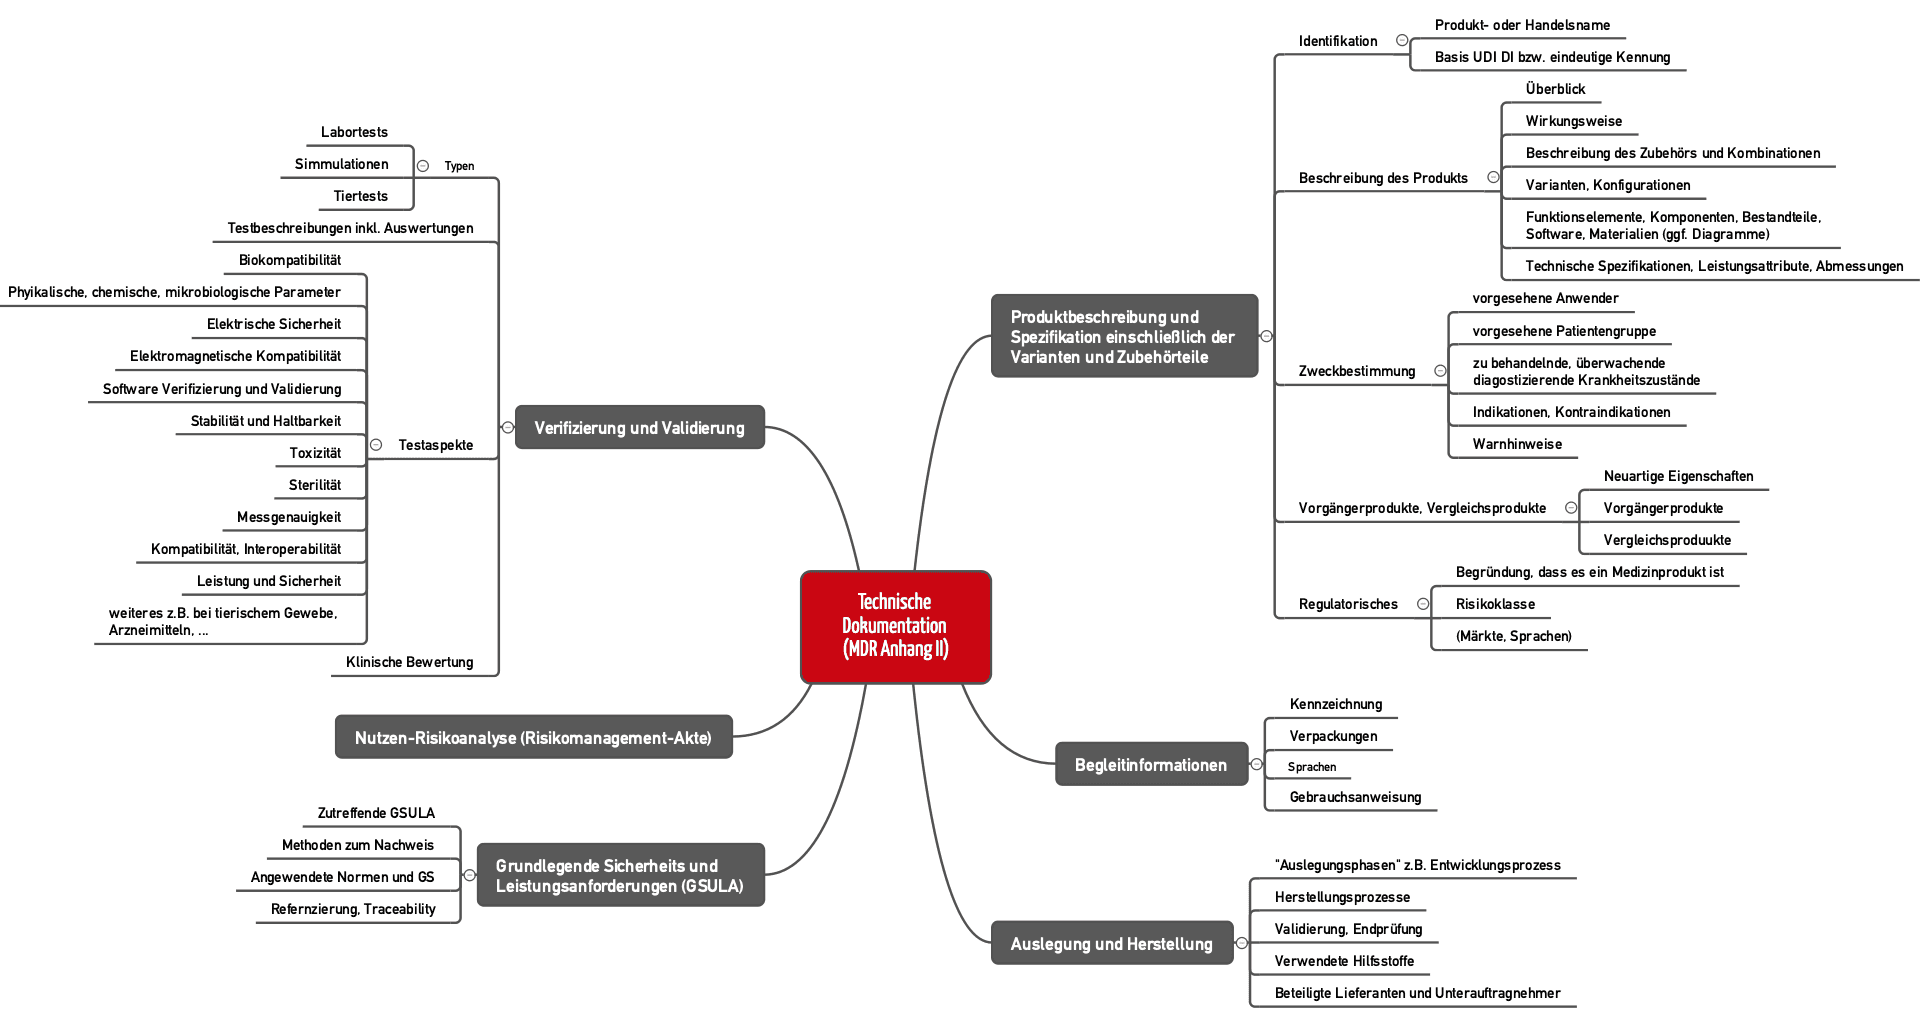 Technische
Dokumentation
(MDR Anhang II)
Produktbeschreibung und
Spezifikation einschließlich der
Varianten und Zubehörteile
Identifikation
Produkt- oder Handelsname
Basis UDI DI bzw. eindeutige Kennung
Beschreibung des Produkts
Überblick
Wirkungsweise
Beschreibung des Zubehörs und Kombinationen
Varianten, Konfigurationen
Funktionselemente, Komponenten, Bestandteile,
Software, Materialien (ggf. Diagramme)
Technische Spezifikationen, Leistungsattribute, Abmessungen
Zweckbestimmung
vorgesehene Anwender
vorgesehene Patientengruppe
zu behandelnde, überwachende
diagostizierende Krankheitszustände
Indikationen, Kontraindikationen
Warnhinweise
Vorgängerprodukte, Vergleichsprodukte
Neuartige Eigenschaften
Vorgängerprodukte
Vergleichsproduukte
Regulatorisches
Begründung, dass es ein Medizinprodukt ist
Risikoklasse
(Märkte, Sprachen)
Begleitinformationen
Kennzeichnung
Verpackungen
Sprachen
Gebrauchsanweisung
Auslegung und Herstellung
"Auslegungsphasen" z.B. Entwicklungsprozess
Herstellungsprozesse
Validierung, Endprüfung
Verwendete Hilfsstoffe
Beteiligte Lieferanten und Unterauftragnehmer
Verifizierung und Validierung
Typen
Labortests
Simmulationen
Tiertests
Testbeschreibungen inkl. Auswertungen
Testaspekte
Biokompatibilität
Phyikalische, chemische, mikrobiologische Parameter
Elektrische Sicherheit
Elektromagnetische Kompatibilität
Software Verifizierung und Validierung
Stabilität und Haltbarkeit
Toxizität
Sterilität
Messgenauigkeit
Kompatibilität, Interoperabilität
Leistung und Sicherheit
weiteres z.B. bei tierischem Gewebe,
Arzneimitteln, ...
Klinische Bewertung
Nutzen-Risikoanalyse (Risikomanagement-Akte)
Grundlegende Sicherheits und
Leistungsanforderungen (GSULA)
Zutreffende GSULA
Methoden zum Nachweis
Angewendete Normen und GS
Refernzierung, Traceability